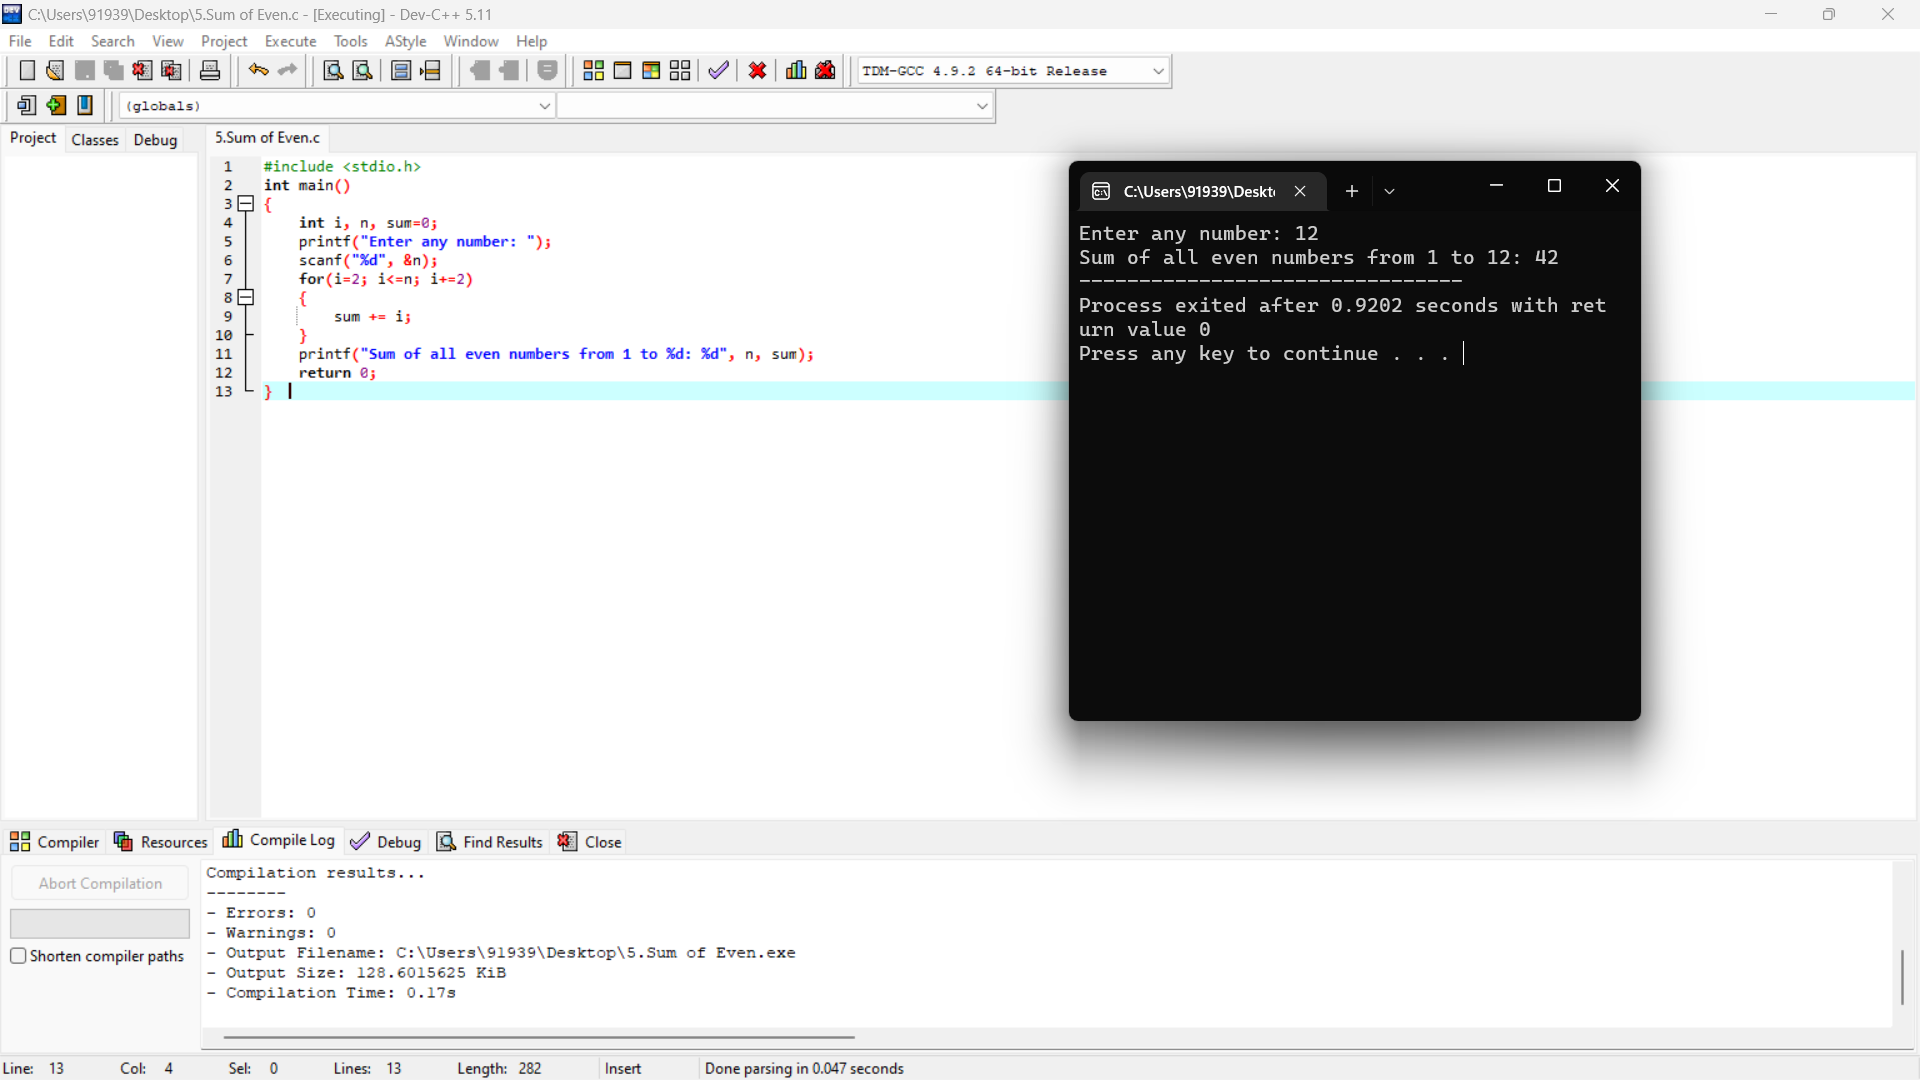 C:\Users\91939\Desktop\5.Sum of Even.c - [Executing] - Dev-C++ 5.11
File Edit Search View Project Execute Tools AStyle Window Help
TDM-GCC 4.9.2 64-bit Release
(globals)
Project Classes Debug
5.Sum of Even.c
1 #include <stdio.h>
2 int main()
3 {
4 int i, n, sum=0;
5 printf("Enter any number: ");
6 scanf("%d", &n);
7 for(i=2; i<=n; i+=2)
8 {
9 sum += i;
10 }
11 printf("Sum of all even numbers from 1 to %d: %d", n, sum);
12 return 0;
13 }
C:\Users\91939\Deskt
Enter any number: 12
Sum of all even numbers from 1 to 12: 42
--------------------------------
Process exited after 0.9202 seconds with ret
urn value 0
Press any key to continue . . .
Compiler Resources Compile Log Debug Find Results Close
Abort Compilation
Shorten compiler paths
Compilation results...
--------
- Errors: 0
- Warnings: 0
- Output Filename: C:\Users\91939\Desktop\5.Sum of Even.exe
- Output Size: 128.6015625 KiB
- Compilation Time: 0.17s
Line: 13 Col: 4 Sel: 0 Lines: 13 Length: 282 Insert Done parsing in 0.047 seconds